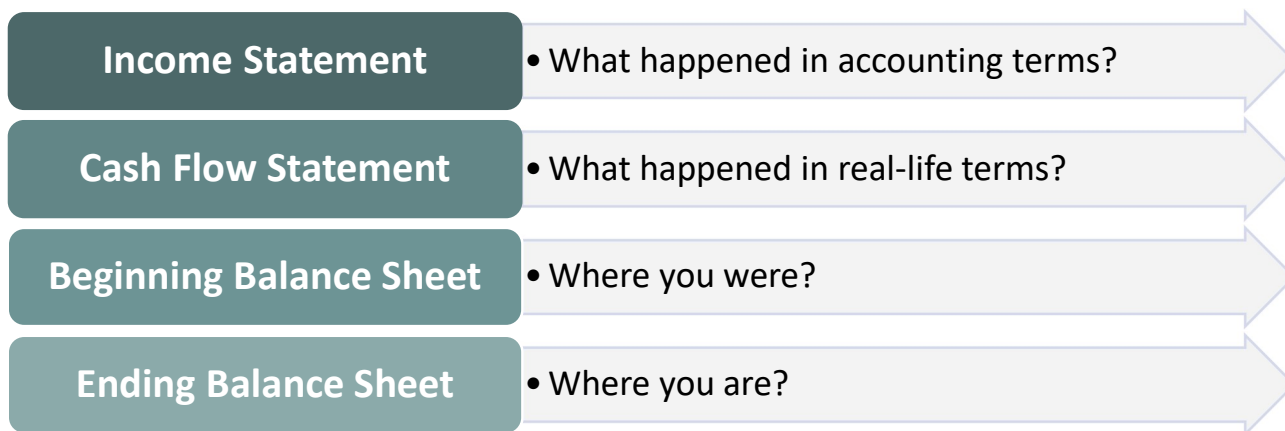 Income Statement
• What happened in accounting terms?
Cash Flow Statement
• What happened in real-life terms?
Beginning Balance Sheet
• Where you were?
Ending Balance Sheet
• Where you are?